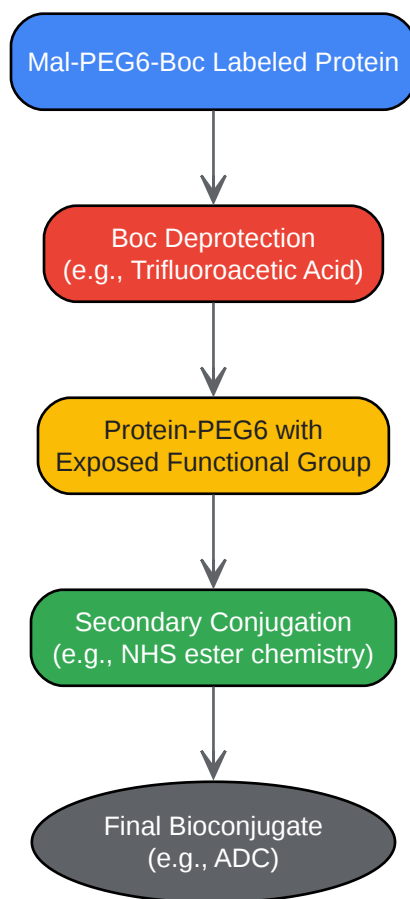 Mal-PEG6-Boc Labeled Protein
Boc Deprotection
(e.g., Trifluoroacetic Acid)
Protein-PEG6 with
Exposed Functional Group
Secondary Conjugation
(e.g., NHS ester chemistry)
Final Bioconjugate
(e.g., ADC)